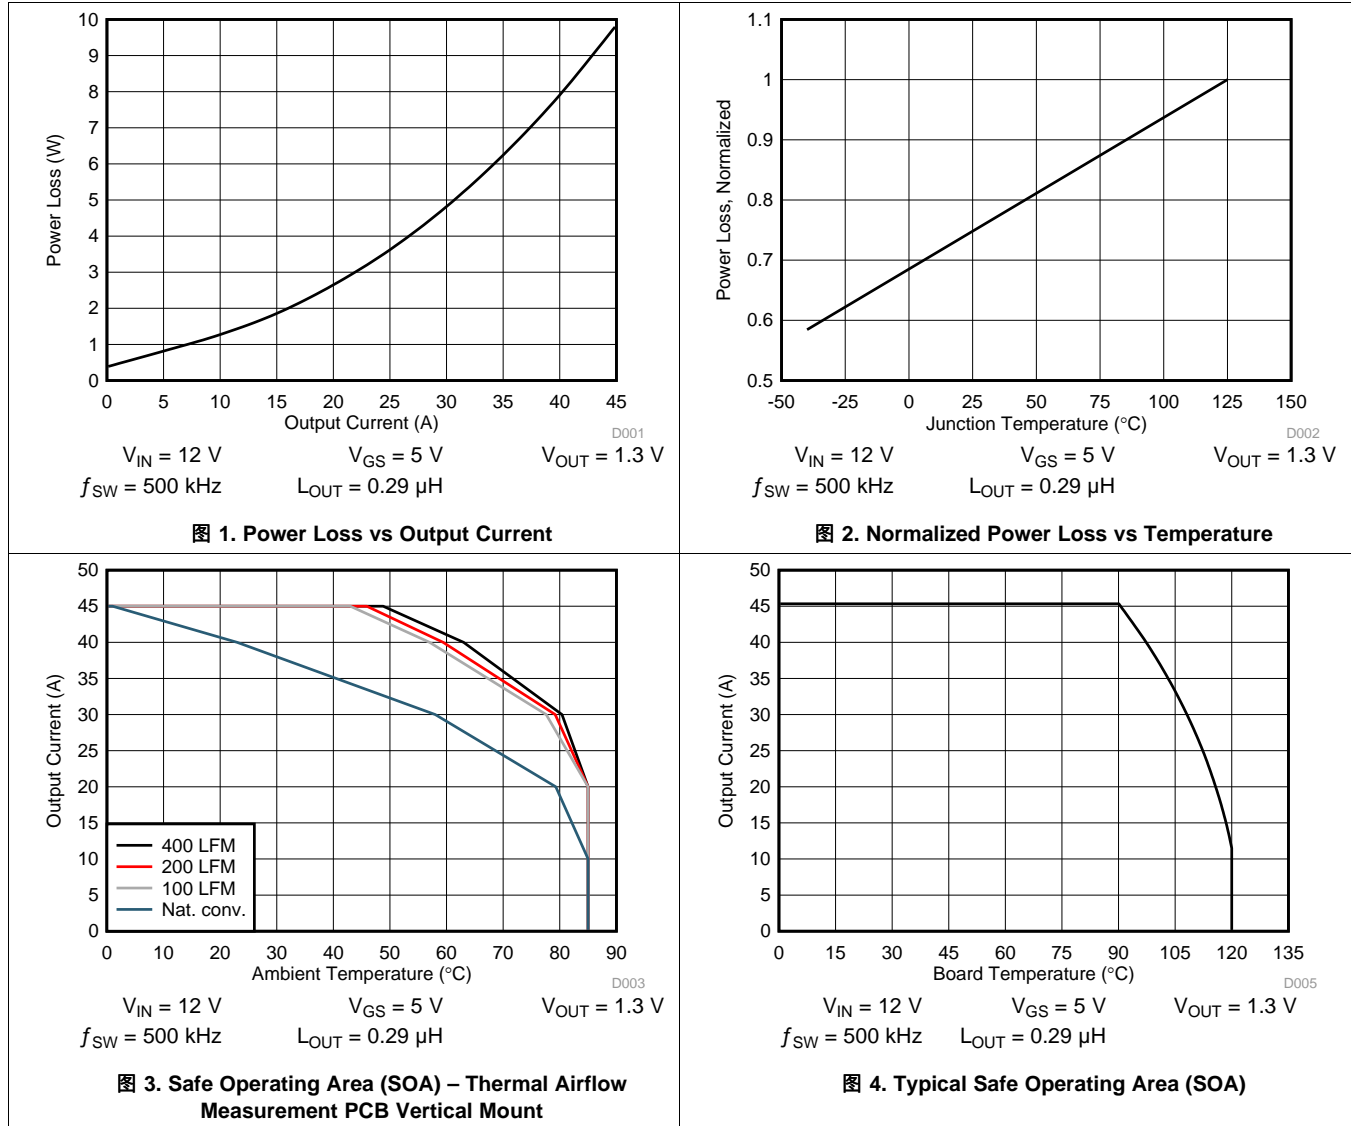 10
9
8
7
6
5
4
3
2
1
0
Power Loss (W)
0 5 10 15 20 25 30 35 40 45
Output Current (A)
D001
VIN = 12 V VGS = 5 V VOUT = 1.3 V
ƒSW = 500 kHz LOUT = 0.29 µH
图 1. Power Loss vs Output Current
1.1
1
0.9
0.8
0.7
0.6
0.5
Power Loss, Normalized
-50 -25 0 25 50 75 100 125 150
Junction Temperature (°C)
D002
VIN = 12 V VGS = 5 V VOUT = 1.3 V
ƒSW = 500 kHz LOUT = 0.29 µH
图 2. Normalized Power Loss vs Temperature
50
45
40
35
30
25
20
15
10
5
0
Output Current (A)
400 LFM
200 LFM
100 LFM
Nat. conv.
0 10 20 30 40 50 60 70 80 90
Ambient Temperature (°C)
D003
VIN = 12 V VGS = 5 V VOUT = 1.3 V
ƒSW = 500 kHz LOUT = 0.29 µH
图 3. Safe Operating Area (SOA) – Thermal Airflow
Measurement PCB Vertical Mount
50
45
40
35
30
25
20
15
10
5
0
Output Current (A)
0 15 30 45 60 75 90 105 120 135
Board Temperature (°C)
D005
VIN = 12 V VGS = 5 V VOUT = 1.3 V
ƒSW = 500 kHz LOUT = 0.29 µH
图 4. Typical Safe Operating Area (SOA)